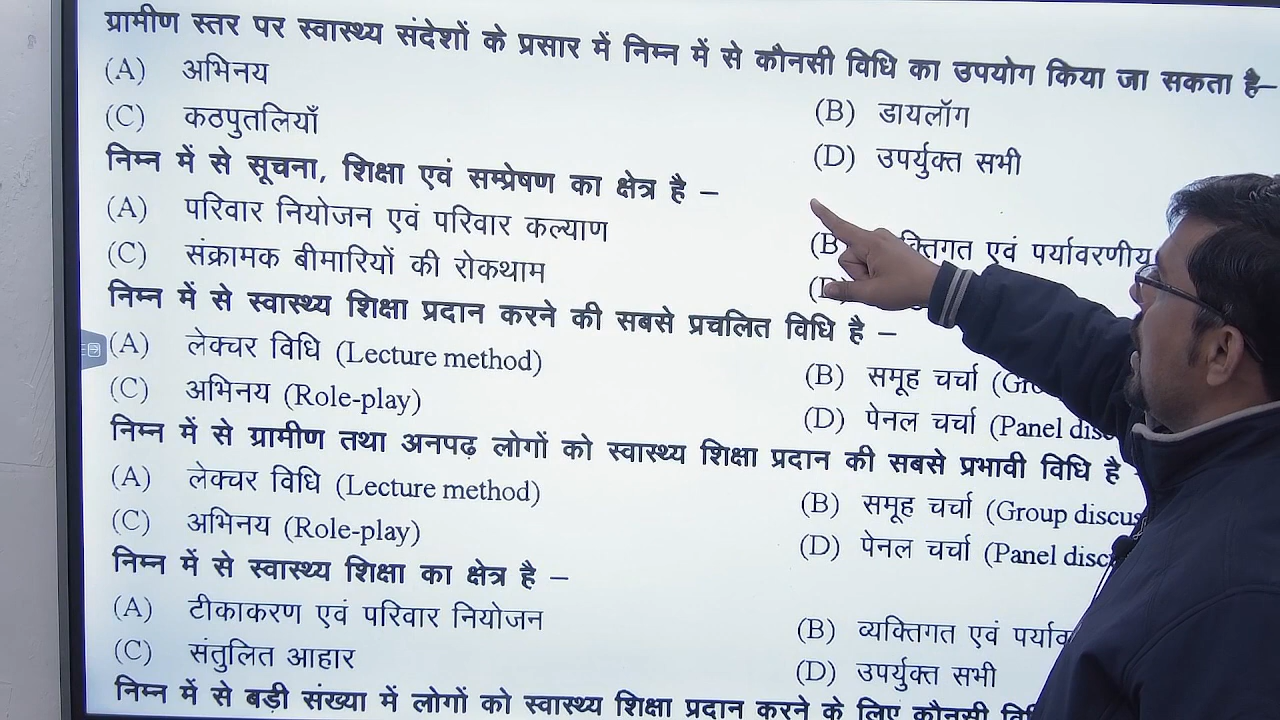 ग्रामीण स्तर पर स्वास्थ्य संदेशों के प्रसार में निम्न में से कौनसी विधि का उपयोग किया जा सकता है–
(A) अभिनय
(B) डायलॉग
(C) कठपुतलियाँ
(D) उपर्युक्त सभी
निम्न में से सूचना, शिक्षा एवं सम्प्रेषण का क्षेत्र है –
(A) परिवार नियोजन एवं परिवार कल्याण
(B एवं पर्यावरणीय
(C) संक्रामक बीमारियों की रोकथाम
निम्न में से स्वास्थ्य शिक्षा प्रदान करने की सबसे प्रचलित विधि है –
(A) लेक्चर विधि (Lecture method)
(B) समूह चर्चा
(C) अभिनय (Role-play)
(D) पेनल चर्चा (Panel
निम्न में से ग्रामीण तथा अनपढ़ लोगों को स्वास्थ्य शिक्षा प्रदान की सबसे प्रभावी विधि है
(A) लेक्चर विधि (Lecture method)
(B) समूह चर्चा (Group
(C) अभिनय (Role-play)
(D) पेनल चर्चा (Panel
निम्न में से स्वास्थ्य शिक्षा का क्षेत्र है –
(A) टीकाकरण एवं परिवार नियोजन
(B) व्यक्तिगत एवं
(C) संतुलित आहार
(D) उपर्युक्त सभी
निम्न में से बड़ी संख्या में लोगों को स्वास्थ्य शिक्षा प्रदान करने के लिए कौनसी